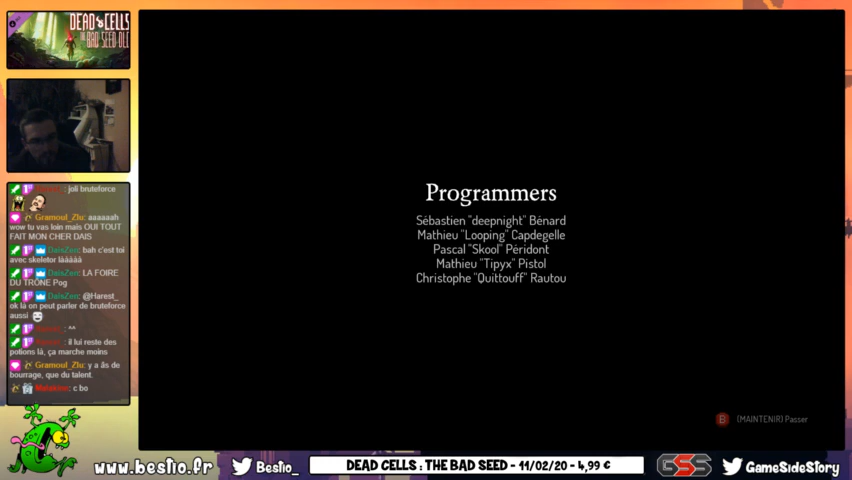 DEAD CELLS
THE BAD SEED DLC
: joli bruteforce
Gramoul_Zlu: aaaaaah
wow tu vas loin mais OUI TOUT
FAIT MON CHER DAIS
DaisZen: bah c'est toi
avec skeletor lààààà
DaisZen: LA FOIRE
DU TRÔNE Pog
DaisZen: @Harest_
ok là on peut parler de bruteforce
aussi
: ^^
: il lui reste des
potions là, ça marche moins
Gramoul_Zlu: y a ås de
bourrage, que du talent.
: c bo
Programmers
Sébastien "deepnight" Bénard
Mathieu "Looping" Capdegelle
Pascal "Skool" Péridont
Mathieu "Tipyx" Pistol
Christophe "Quittouff" Rautou
B (MAINTENIR) Passer
www.bestio.fr
Bestio_
DEAD CELLS : THE BAD SEED - 11/02/20 - 4,99 €
GSS
GameSideStory